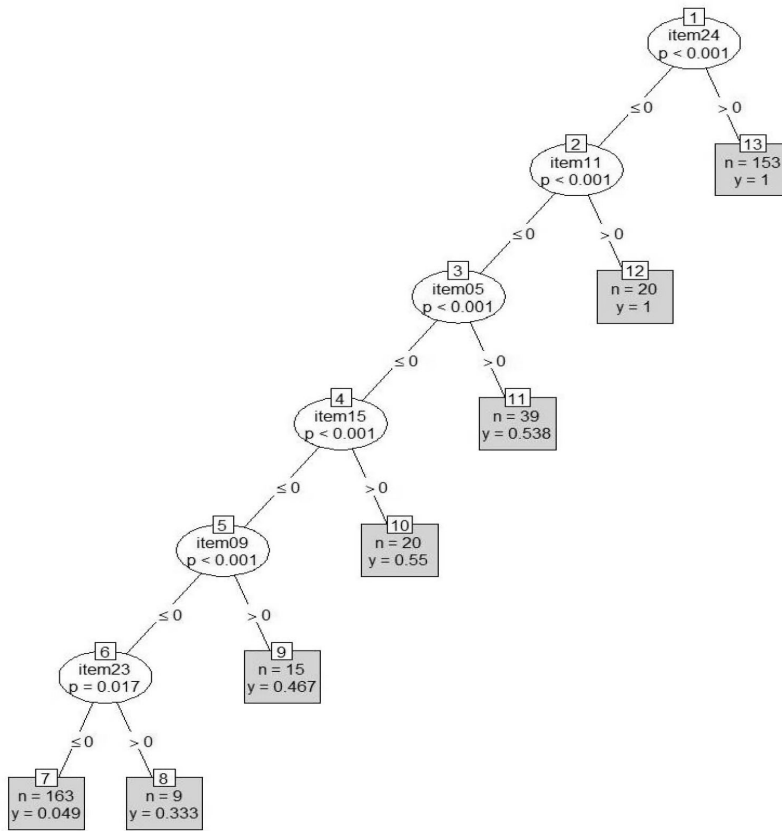 1
item24
p < 0.001
≤ 0
> 0
2
item11
p < 0.001
13
n = 153
y = 1
≤ 0
> 0
3
item05
p < 0.001
12
n = 20
y = 1
≤ 0
> 0
4
item15
p < 0.001
11
n = 39
y = 0.538
≤ 0
> 0
5
item09
p < 0.001
10
n = 20
y = 0.55
≤ 0
> 0
6
item23
p = 0.017
9
n = 15
y = 0.467
≤ 0
> 0
7
n = 163
y = 0.049
8
n = 9
y = 0.333